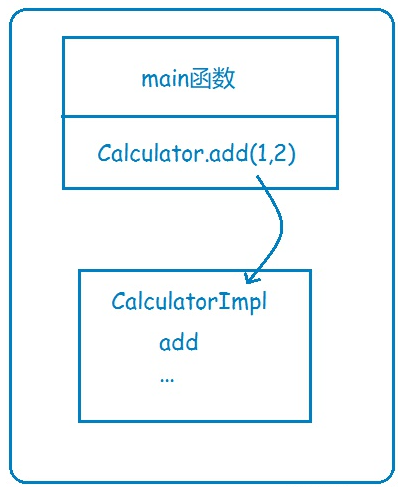 main函数
Calculator.add(1,2)
CalculatorImpl
add
...